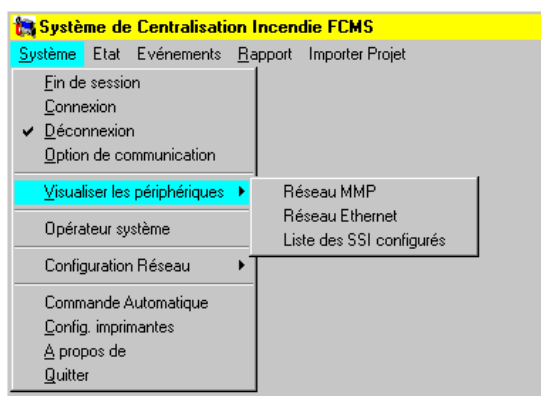 Système de Centralisation Incendie FCMS
Système Etat Evénements Rapport Importer Projet
Fin de session
Connexion
Déconnexion
Option de communication
Visualiser les périphériques
Réseau MMP
Réseau Ethernet
Liste des SSI configurés
Opérateur système
Configuration Réseau
Commande Automatique
Config. imprimantes
A propos de
Quitter